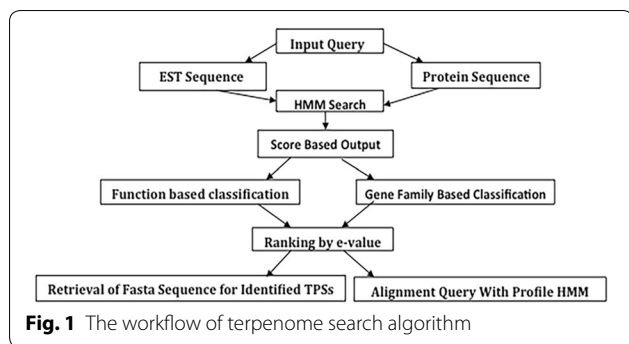 Input Query
EST Sequence
Protein Sequence
HMM Search
Score Based Output
Function based classification
Gene Family Based Classification
Ranking by e-value
Retrieval of Fasta Sequence for Identified TPSs
Alignment Query With Profile HMM
Fig. 1 The workflow of terpenome search algorithm